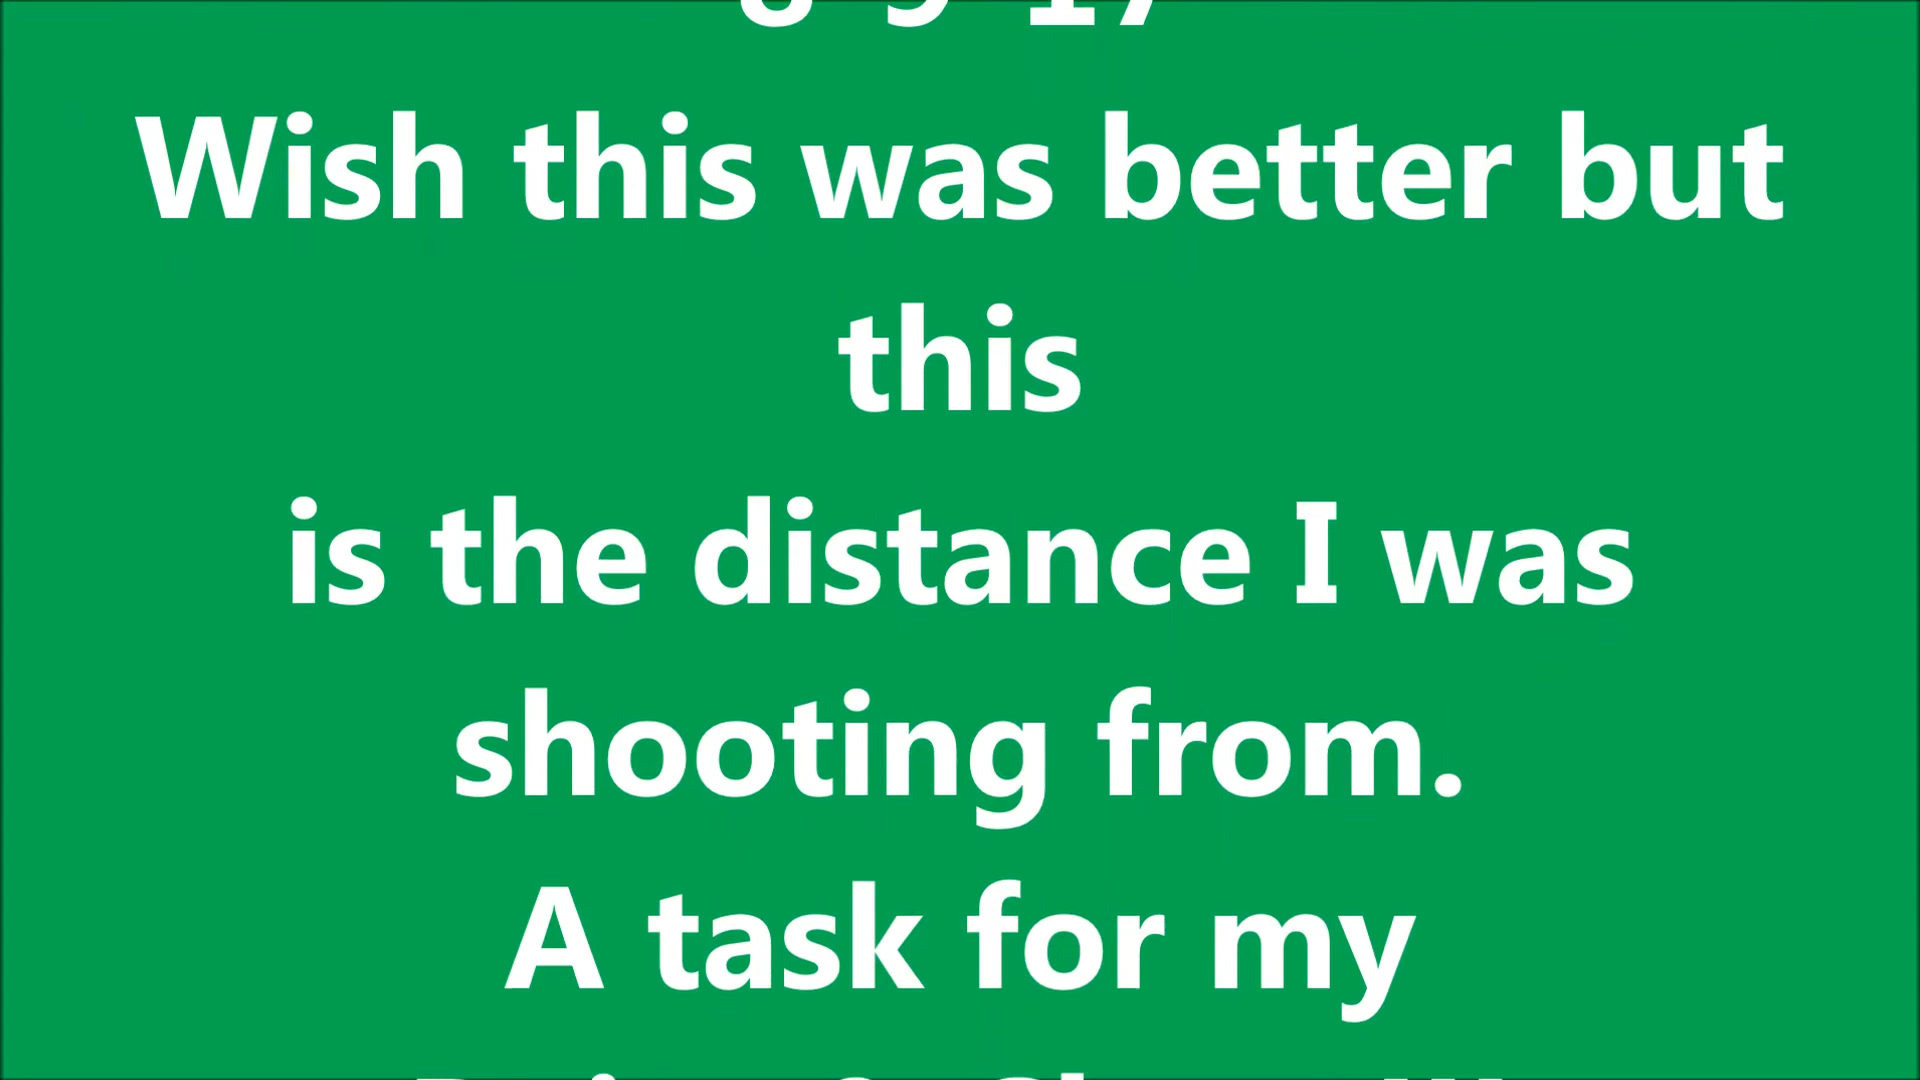 Wish this was better but
this
is the distance I was
shooting from.
A task for my